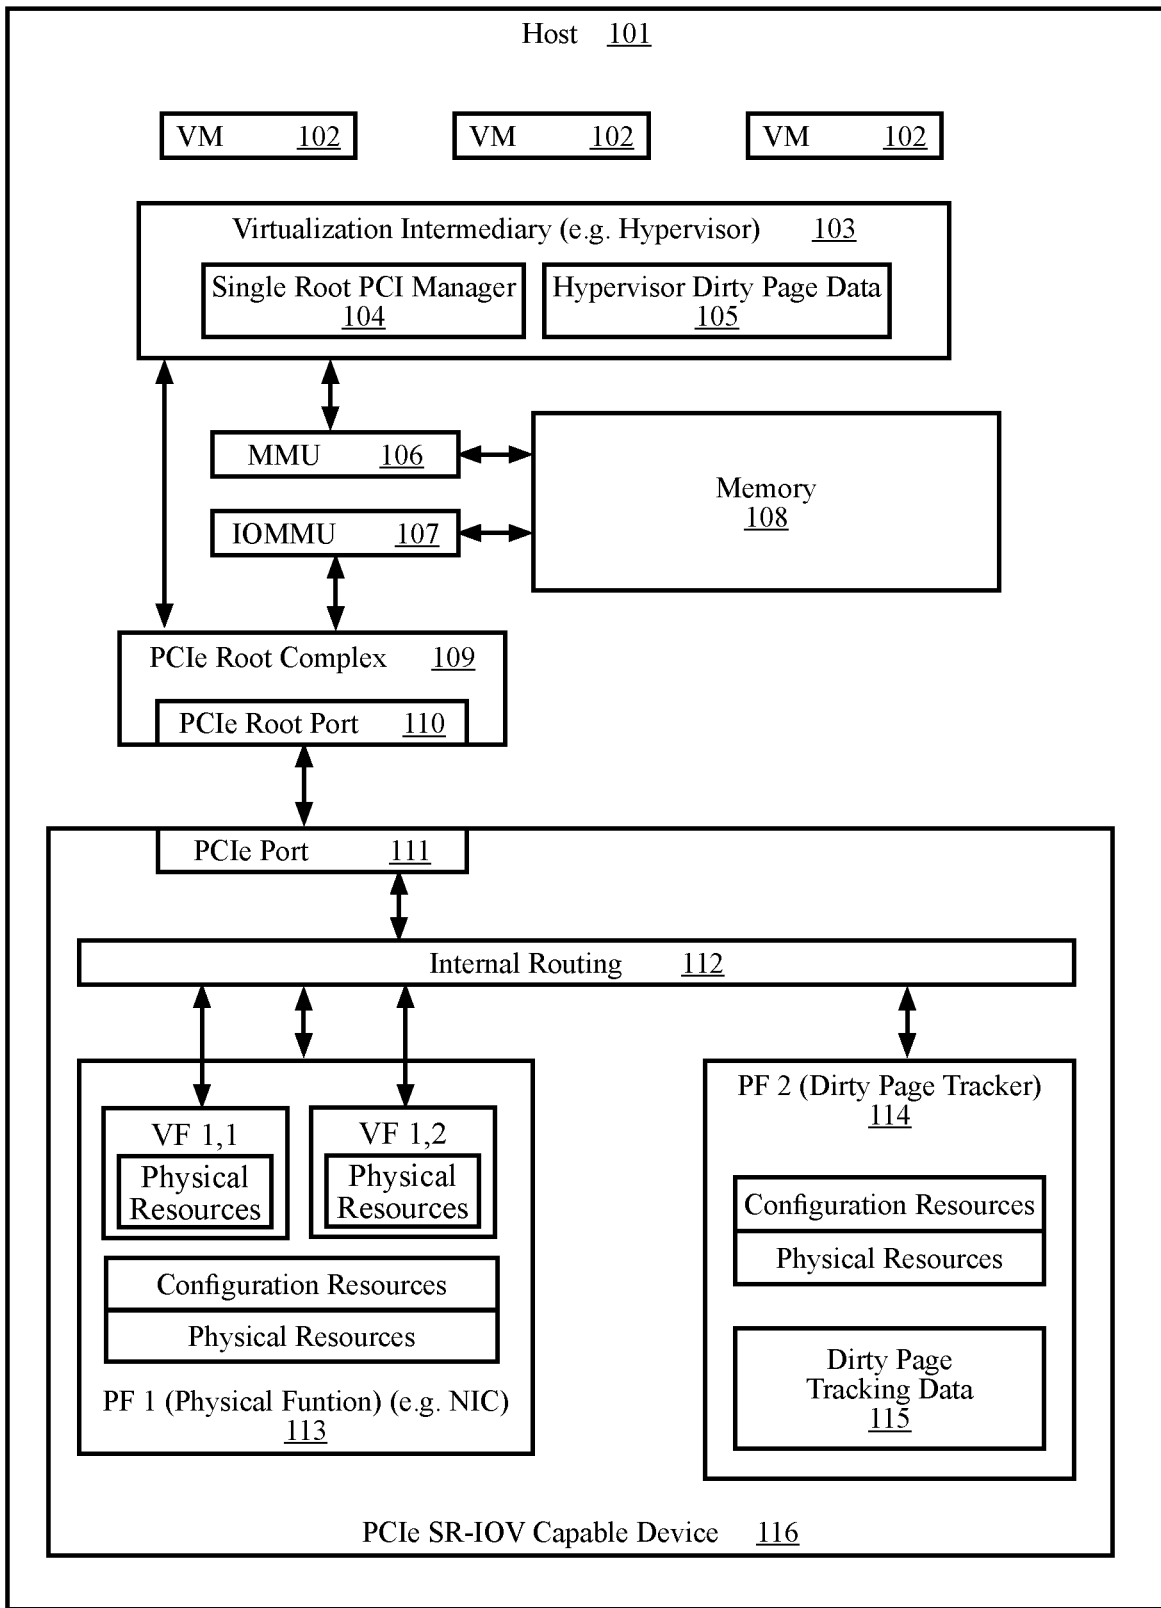 Host 101
VM 102
VM 102
VM 102
Virtualization Intermediary (e.g. Hypervisor) 103
Single Root PCI Manager
104
Hypervisor Dirty Page Data
105
MMU 106
Memory
108
IOMMU 107
PCIe Root Complex 109
PCIe Root Port 110
PCIe Port 111
Internal Routing 112
VF 1,1
Physical
Resources
VF 1,2
Physical
Resources
Configuration Resources
Physical Resources
PF 1 (Physical Funtion) (e.g. NIC)
113
PF 2 (Dirty Page Tracker)
114
Configuration Resources
Physical Resources
Dirty Page
Tracking Data
115
PCIe SR-IOV Capable Device 116